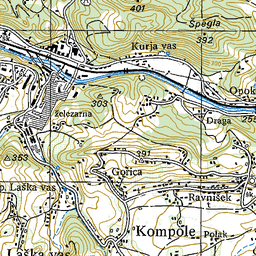 401
Špegla
392
Kurja vas
Opok
303
železarna
Draga
255
353
391
Gorica
p. Laška vas
Ravnišek
Kompole
Polak
Laška vas